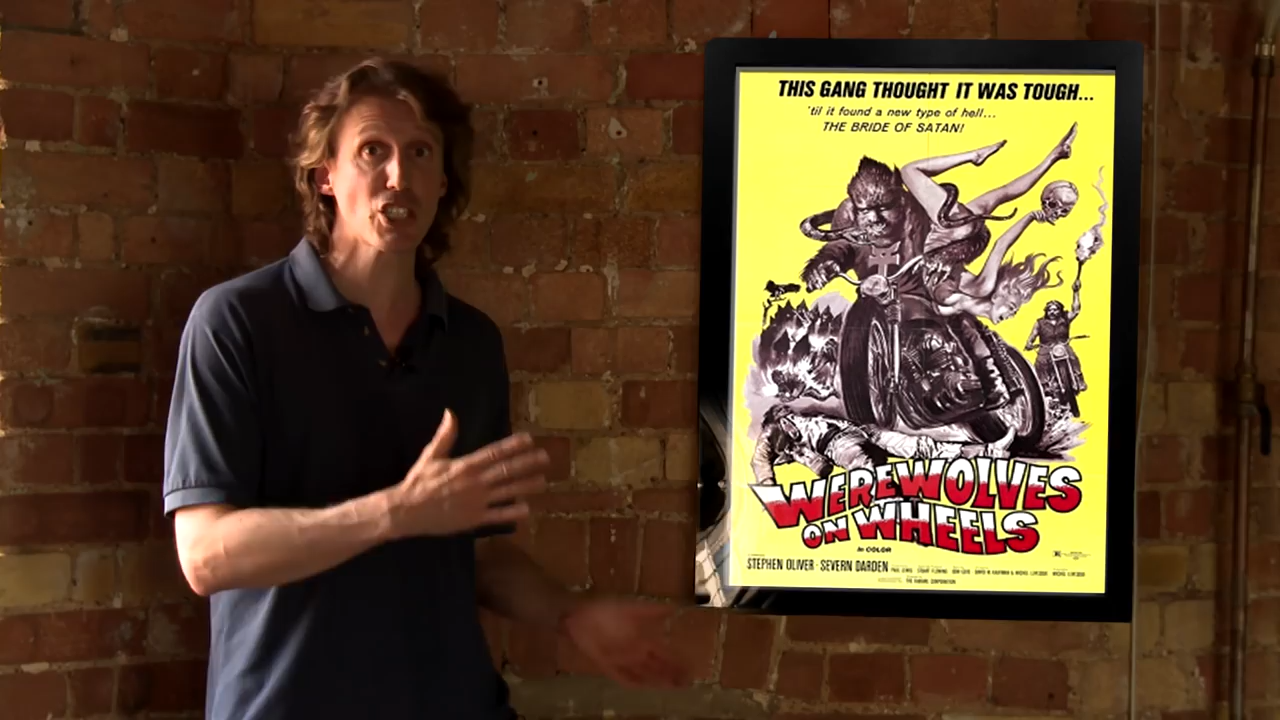 THIS GANG THOUGHT IT WAS TOUGH...
'til it found a new type of hell...
THE BRIDE OF SATAN!
WEREWOLVES
ON WHEELS
in COLOR
STEPHEN OLIVER · SEVERN DARDEN